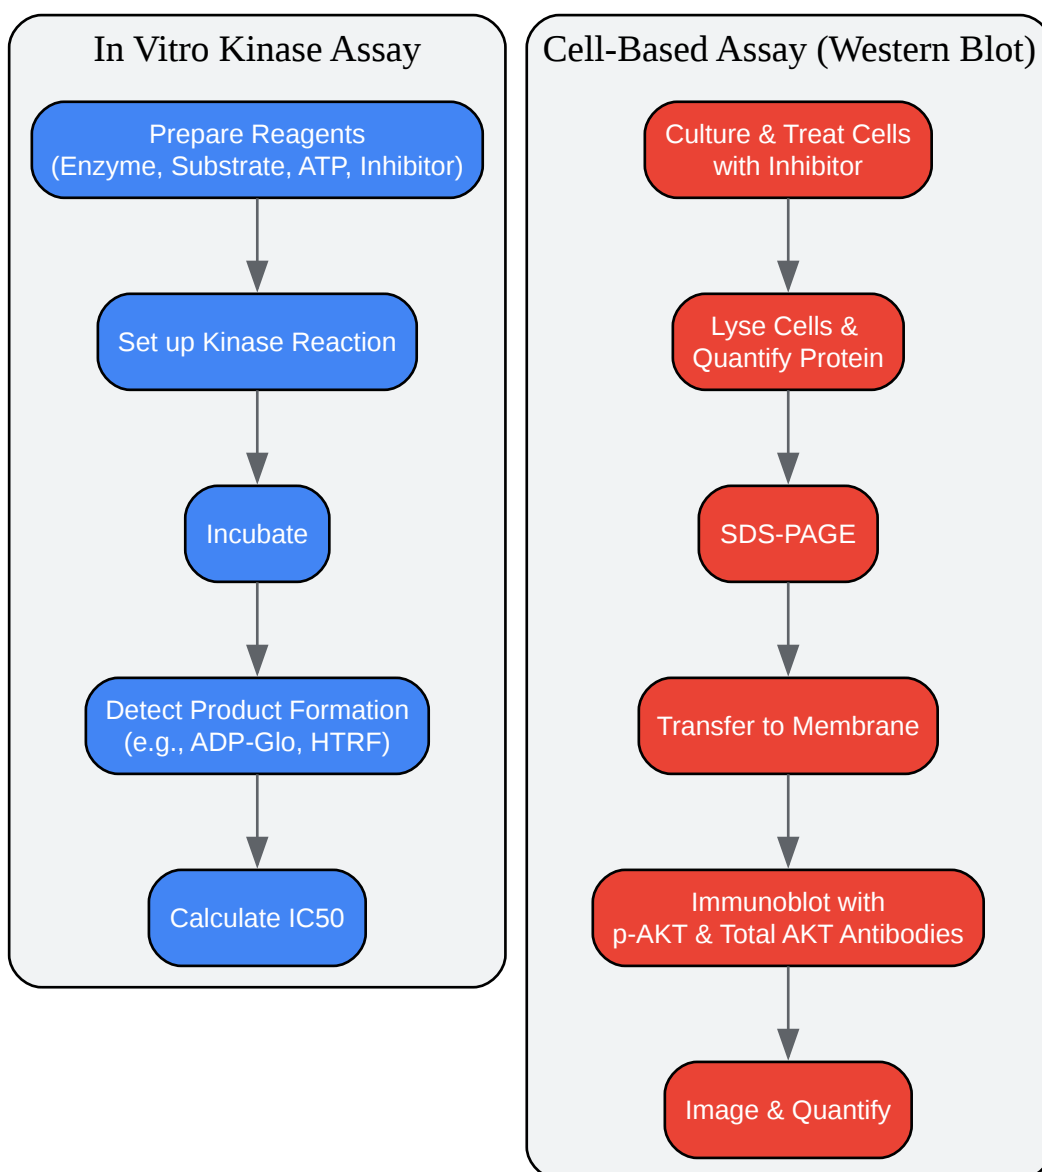 In Vitro Kinase Assay
Prepare Reagents
(Enzyme, Substrate, ATP, Inhibitor)
Set up Kinase Reaction
Incubate
Detect Product Formation
(e.g., ADP-Glo, HTRF)
Calculate IC50
Cell-Based Assay (Western Blot)
Culture & Treat Cells
with Inhibitor
Lyse Cells &
Quantify Protein
SDS-PAGE
Transfer to Membrane
Immunoblot with
p-AKT & Total AKT Antibodies
Image & Quantify